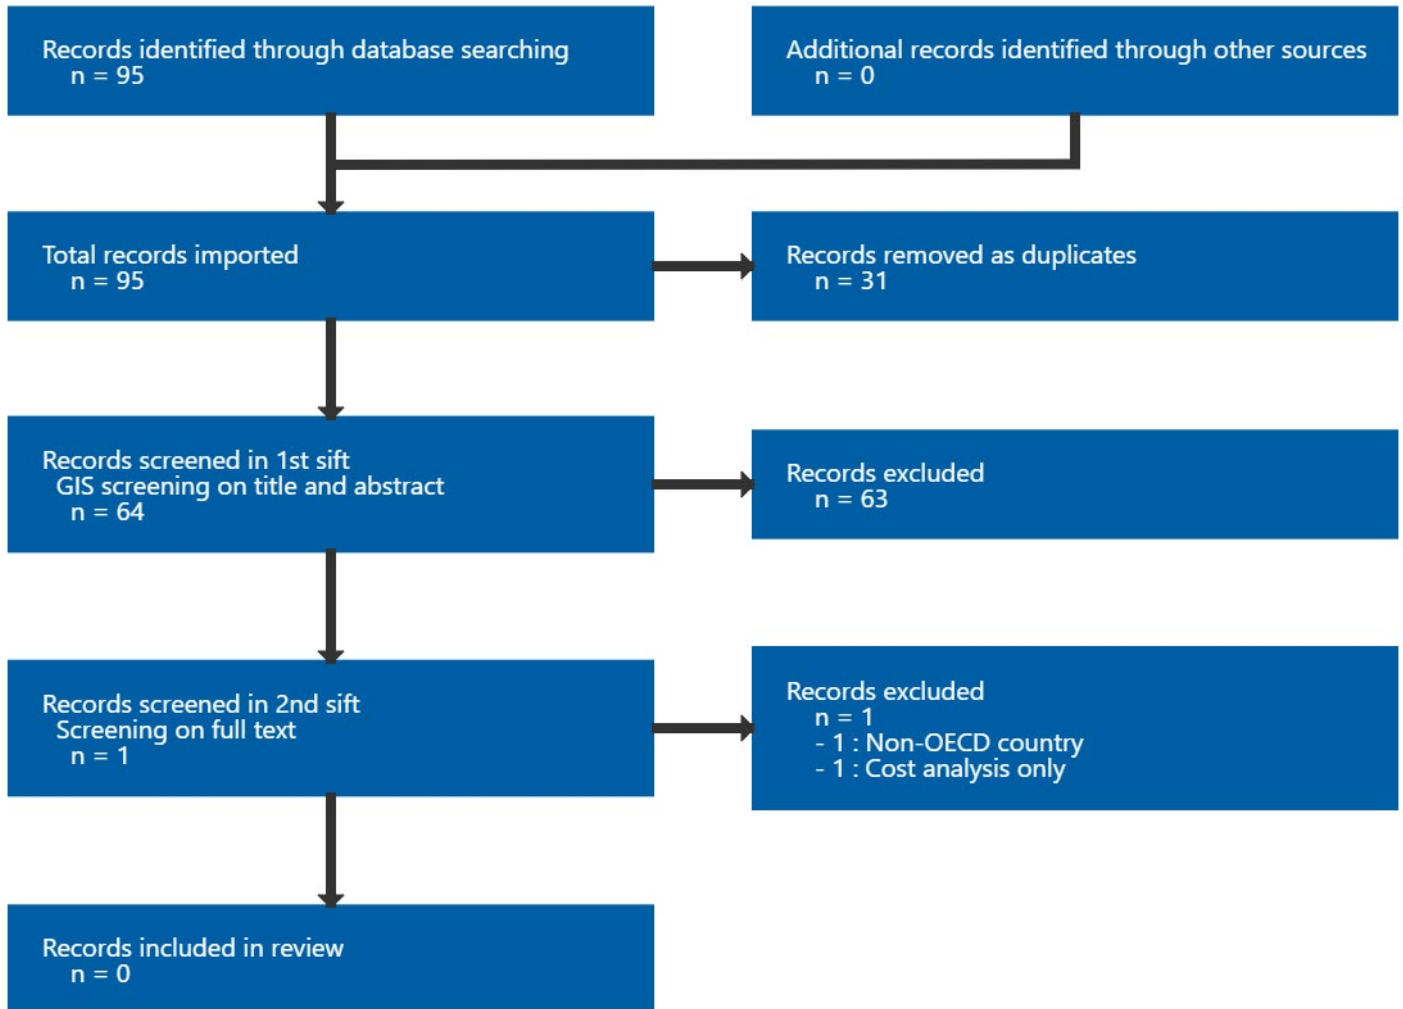 Records identified through database searching
n = 95
Additional records identified through other sources
n = 0
Total records imported
n = 95
Records removed as duplicates
n = 31
Records screened in 1st sift
GIS screening on title and abstract
n = 64
Records excluded
n = 63
Records screened in 2nd sift
Screening on full text
n = 1
Records excluded
n = 1
- 1 : Non-OECD country
- 1 : Cost analysis only
Records included in review
n = 0